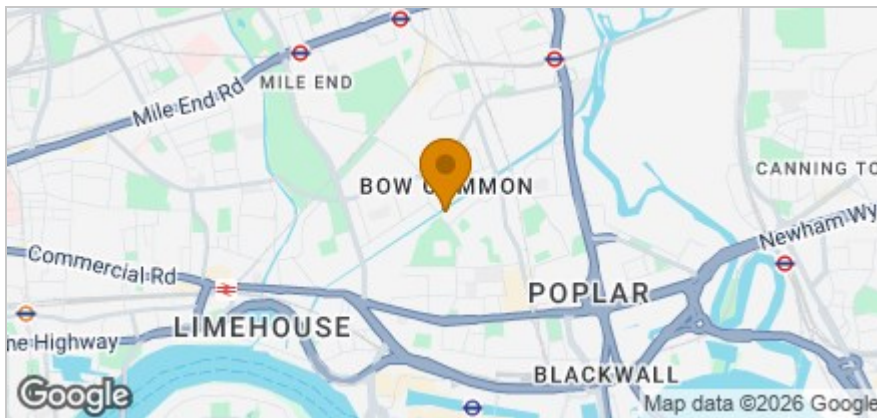 MILE END
Mile End Rd
BOW COMMON
CANNING TO
Newham Wy
Commercial Rd
POPLAR
LIMEHOUSE
ne Highway
BLACKWALL
Google
Map data ©2026 Google